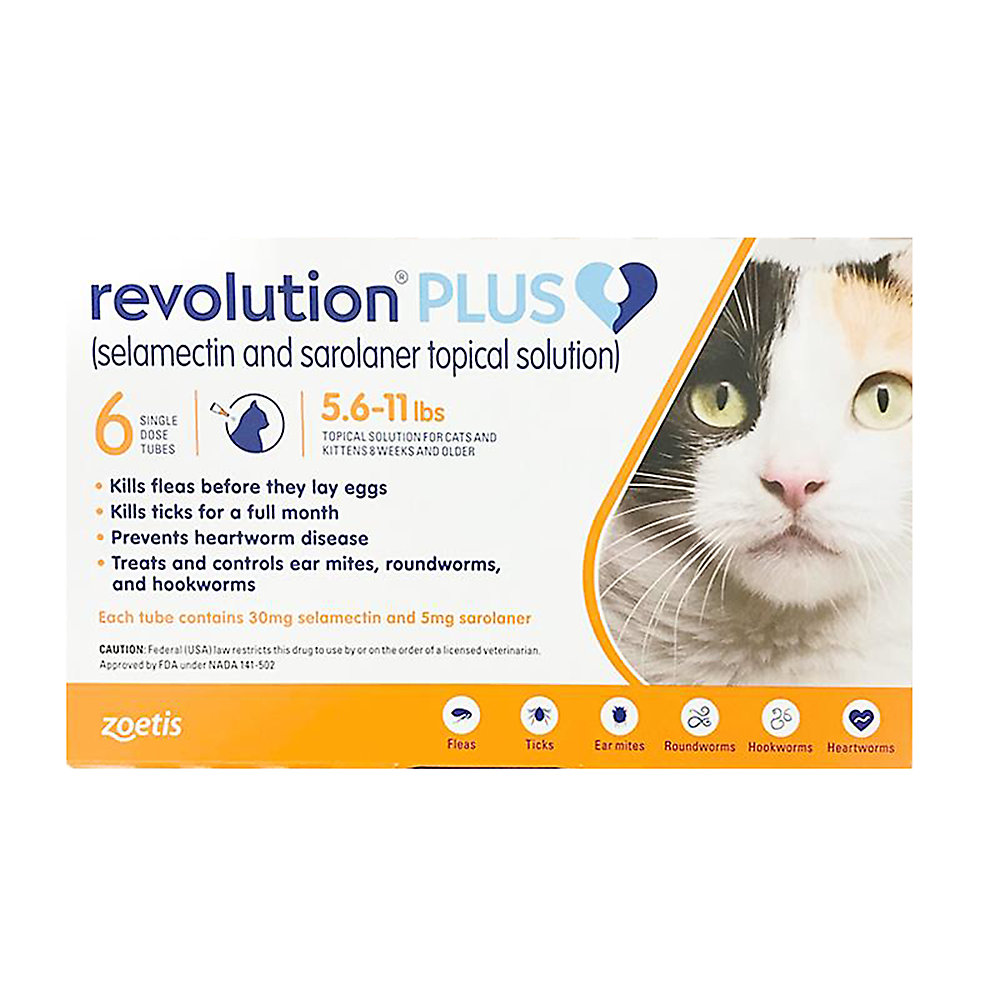 revolution® PLUS
(selamectin and sarolaner topical solution)
6 SINGLE
DOSE
TUBES
5.6-11 lbs
TOPICAL SOLUTION FOR CATS AND
KITTENS 8 WEEKS AND OLDER
• Kills fleas before they lay eggs
• Kills ticks for a full month
• Prevents heartworm disease
• Treats and controls ear mites, roundworms,
and hookworms
Each tube contains 30mg selamectin and 5mg sarolaner
CAUTION: Federal (USA) law restricts this drug to use by or on the order of a licensed veterinarian.
Approved by FDA under NADA 141-502
zoetis
Fleas Ticks Ear mites Roundworms Hookworms Heartworms